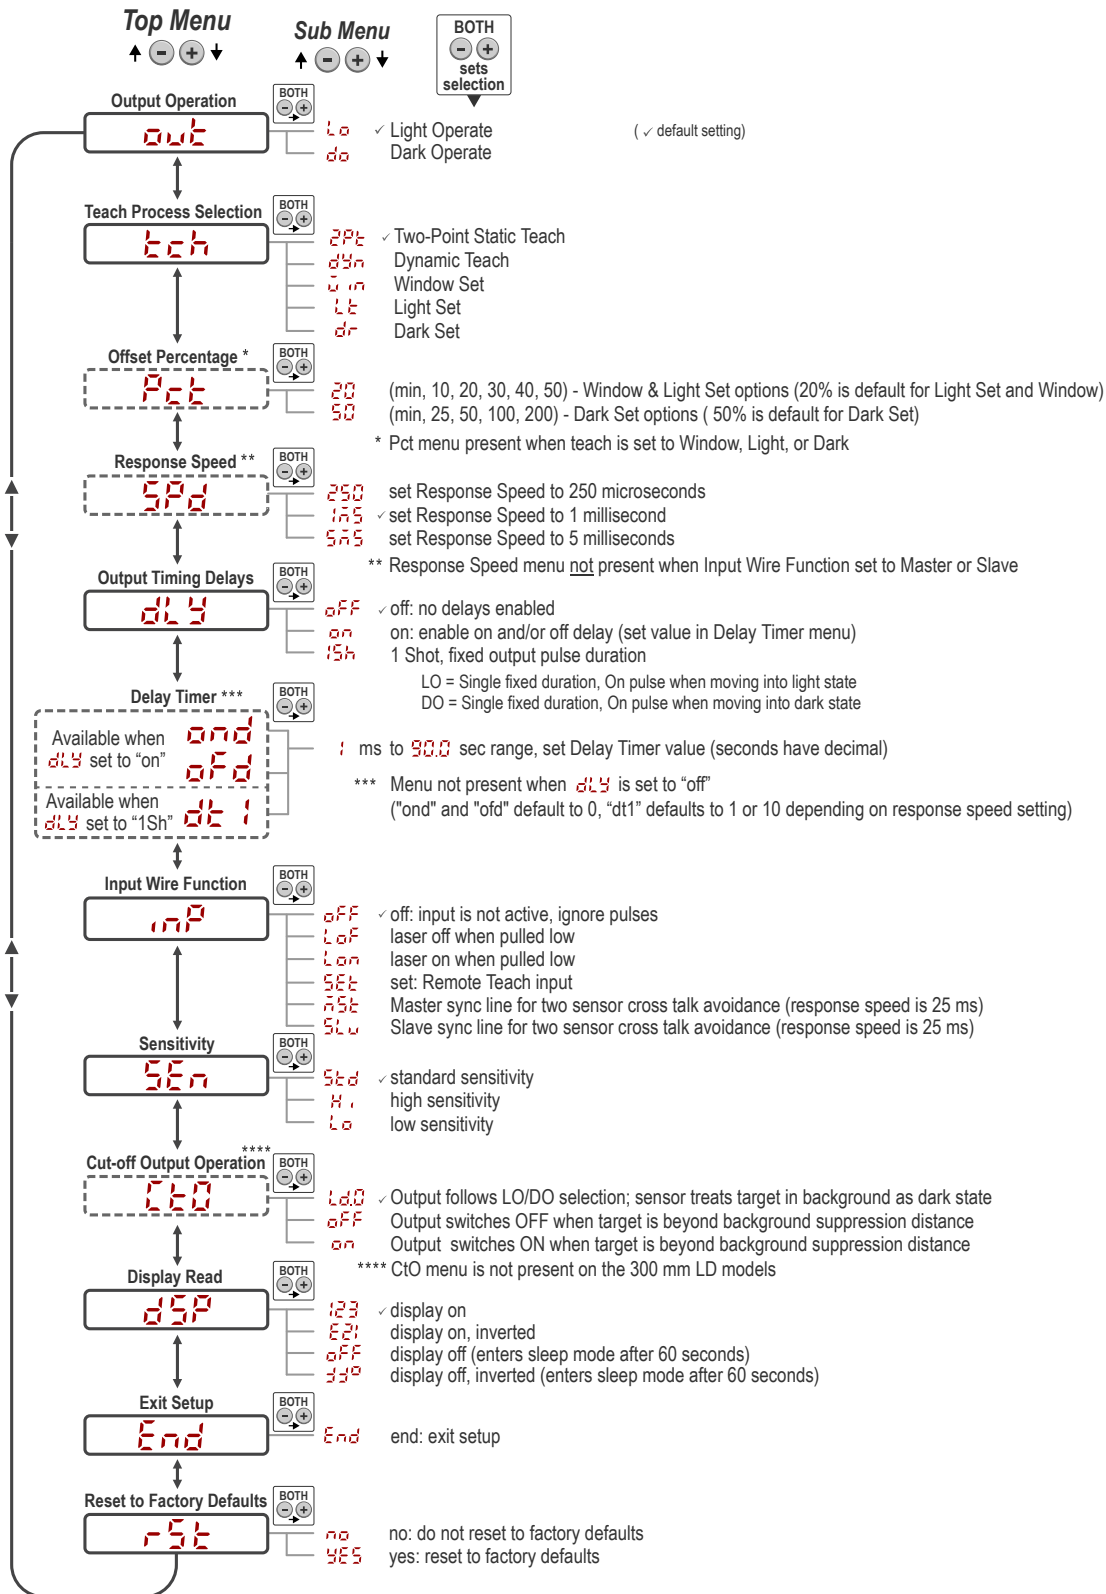 Top Menu
Sub Menu
BOTH
- +
sets
selection
- +
- +
Output Operation
BOTH
- +
out
Lo ✓ Light Operate
( ✓ default setting)
do Dark Operate
Teach Process Selection
BOTH
- +
tch
2Pt ✓ Two-Point Static Teach
dYn Dynamic Teach
Win Window Set
Lt Light Set
dr Dark Set
Offset Percentage *
BOTH
- +
Pct
20 (min, 10, 20, 30, 40, 50) - Window & Light Set options (20% is default for Light Set and Window)
50 (min, 25, 50, 100, 200) - Dark Set options ( 50% is default for Dark Set)
* Pct menu present when teach is set to Window, Light, or Dark
Response Speed **
BOTH
- +
SPd
250 set Response Speed to 250 microseconds
1mS ✓ set Response Speed to 1 millisecond
5mS set Response Speed to 5 milliseconds
** Response Speed menu not present when Input Wire Function set to Master or Slave
Output Timing Delays
BOTH
- +
dLY
oFF ✓ off: no delays enabled
on on: enable on and/or off delay (set value in Delay Timer menu)
1Sh 1 Shot, fixed output pulse duration
LO = Single fixed duration, On pulse when moving into light state
DO = Single fixed duration, On pulse when moving into dark state
Delay Timer ***
BOTH
- +
Available when
dLY set to “on”
ond
oFd
Available when
dLY set to “1Sh”
dt1
1 ms to 90.0 sec range, set Delay Timer value (seconds have decimal)
*** Menu not present when dLY is set to “off”
("ond" and "ofd" default to 0, “dt1” defaults to 1 or 10 depending on response speed setting)
Input Wire Function
BOTH
- +
inP
oFF ✓ off: input is not active, ignore pulses
LoF laser off when pulled low
Lon laser on when pulled low
SEt set: Remote Teach input
mSt Master sync line for two sensor cross talk avoidance (response speed is 25 ms)
SLv Slave sync line for two sensor cross talk avoidance (response speed is 25 ms)
Sensitivity
BOTH
- +
SEn
Std ✓ standard sensitivity
Hi high sensitivity
Lo low sensitivity
Cut-off Output Operation ****
BOTH
- +
CtO
Ld.O ✓ Output follows LO/DO selection; sensor treats target in background as dark state
oFF Output switches OFF when target is beyond background suppression distance
on Output switches ON when target is beyond background suppression distance
**** CtO menu is not present on the 300 mm LD models
Display Read
BOTH
- +
dSP
123 ✓ display on
EZ1 display on, inverted
oFF display off (enters sleep mode after 60 seconds)
display off, inverted (enters sleep mode after 60 seconds)
Exit Setup
BOTH
- +
End
End end: exit setup
Reset to Factory Defaults
BOTH
- +
rSt
no no: do not reset to factory defaults
YES yes: reset to factory defaults